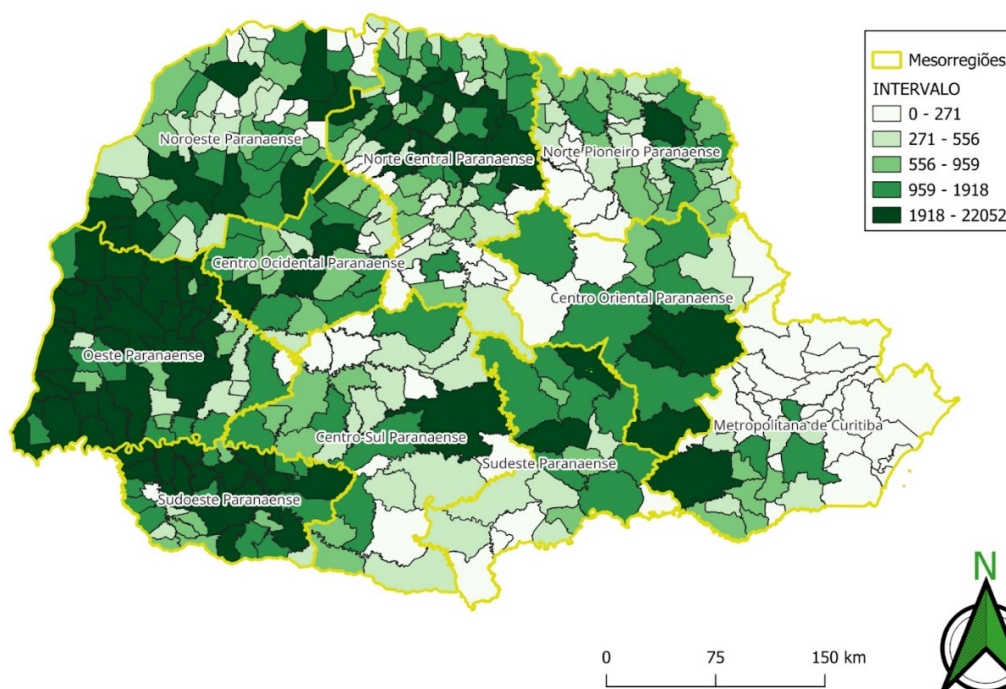 Mesorregiões
INTERVALO
0 - 271
271 - 556
556 - 959
959 - 1918
1918 - 22052
Noroeste Paranaense
Norte Central Paranaense
Norte Pioneiro Paranaense
Centro Ocidental Paranaense
Centro Oriental Paranaense
Oeste Paranaense
Metropolitana de Curitiba
Centro-Sul Paranaense
Sudeste Paranaense
Sudoeste Paranaense
N
0 75 150 km